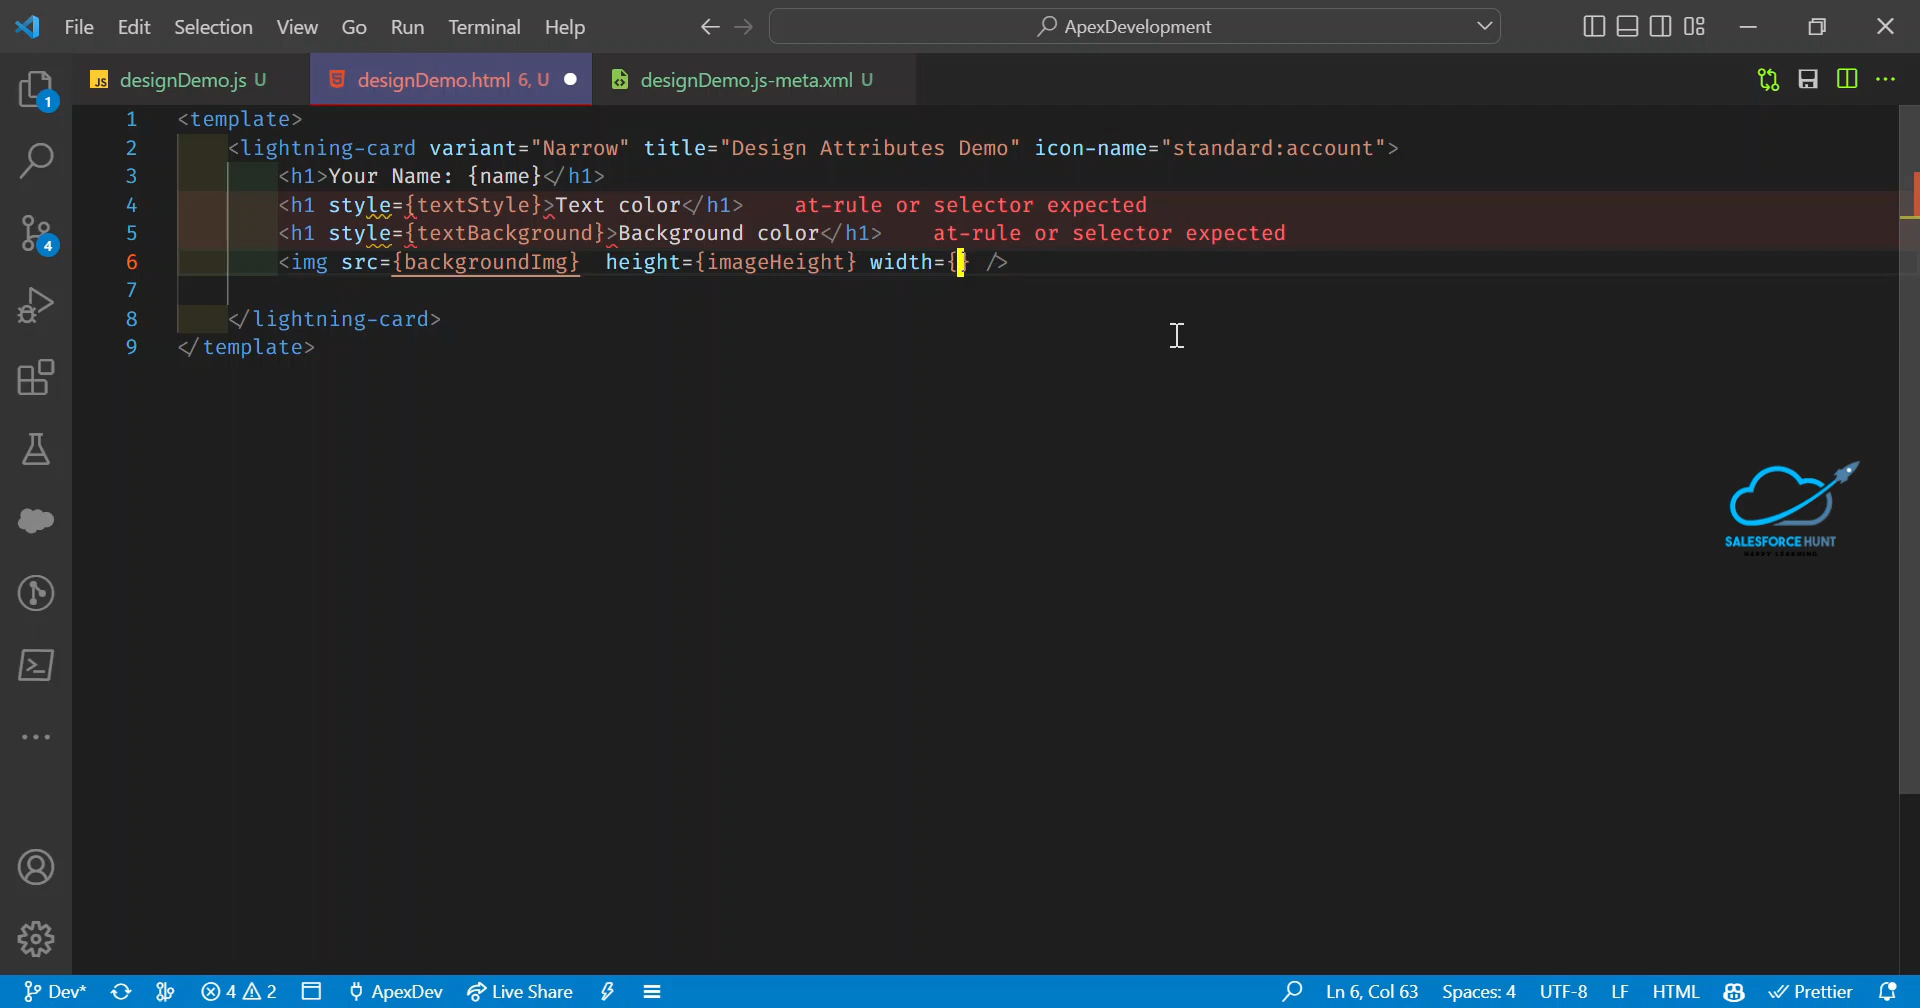 File Edit Selection View Go Run Terminal Help ApexDevelopment
1
4
JS designDemo.js U designDemo.html 6, U designDemo.js-meta.xml U
1 <template>
2 <lightning-card variant="Narrow" title="Design Attributes Demo" icon-name="standard:account">
3 <h1>Your Name: {name}</h1>
4 <h1 style={textStyle}>Text color</h1> at-rule or selector expected
5 <h1 style={textBackground}>Background color</h1> at-rule or selector expected
6 <img src={backgroundImg}  height={imageHeight} width={} />
7
8 </lightning-card>
9 </template>
SALESFORCE HUNT
HAPPY LEARNING
Dev* 4 2 ApexDev Live Share Ln 6, Col 63 Spaces: 4 UTF-8 LF HTML Prettier